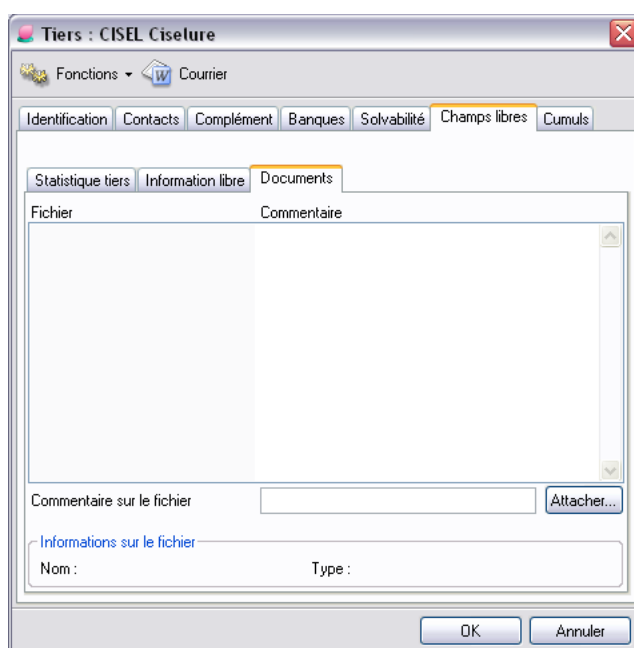 Tiers : CISEL Ciselure
Fonctions Courrier
Identification Contacts Complément Banques Solvabilité Champs libres Cumuls
Statistique tiers Information libre Documents
Fichier Commentaire
Commentaire sur le fichier Attacher...
Informations sur le fichier
Nom : Type :
OK Annuler